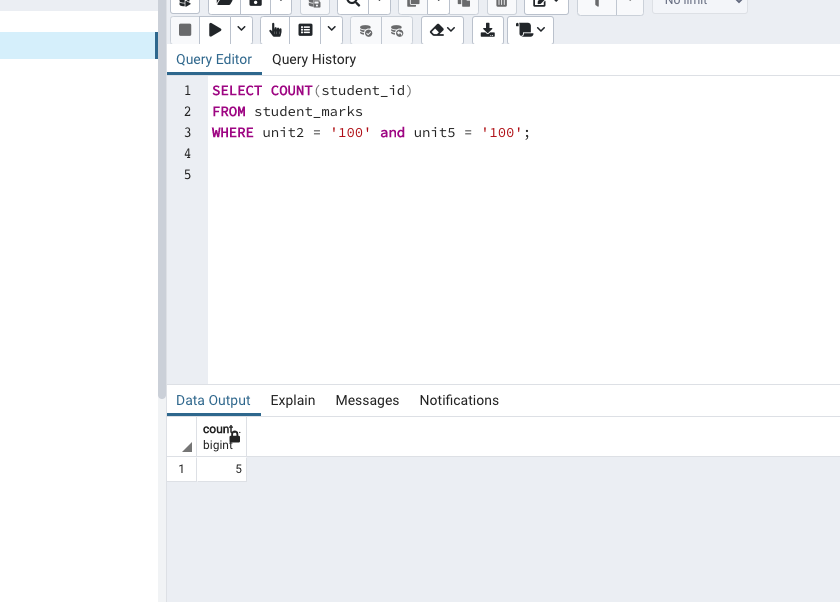 No limit
Query Editor
Query History
1 SELECT COUNT(student_id)
2 FROM student_marks
3 WHERE unit2 = '100' and unit5 = '100';
4
5
Data Output
Explain
Messages
Notifications
count
bigint
1 5